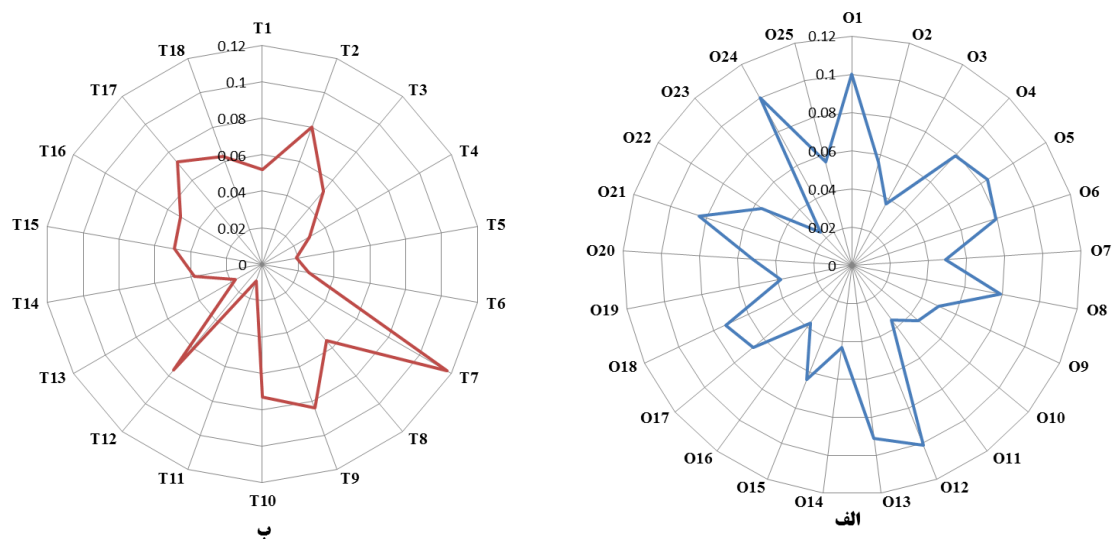 T1
T2
T3
T4
T5
T6
T7
T8
T9
T10
T11
T12
T13
T14
T15
T16
T17
T18
0.12
0.1
0.08
0.06
0.04
0.02
0
ب
O1
O2
O3
O4
O5
O6
O7
O8
O9
O10
O11
O12
O13
O14
O15
O16
O17
O18
O19
O20
O21
O22
O23
O24
O25
0.12
0.1
0.08
0.06
0.04
0.02
0
الف